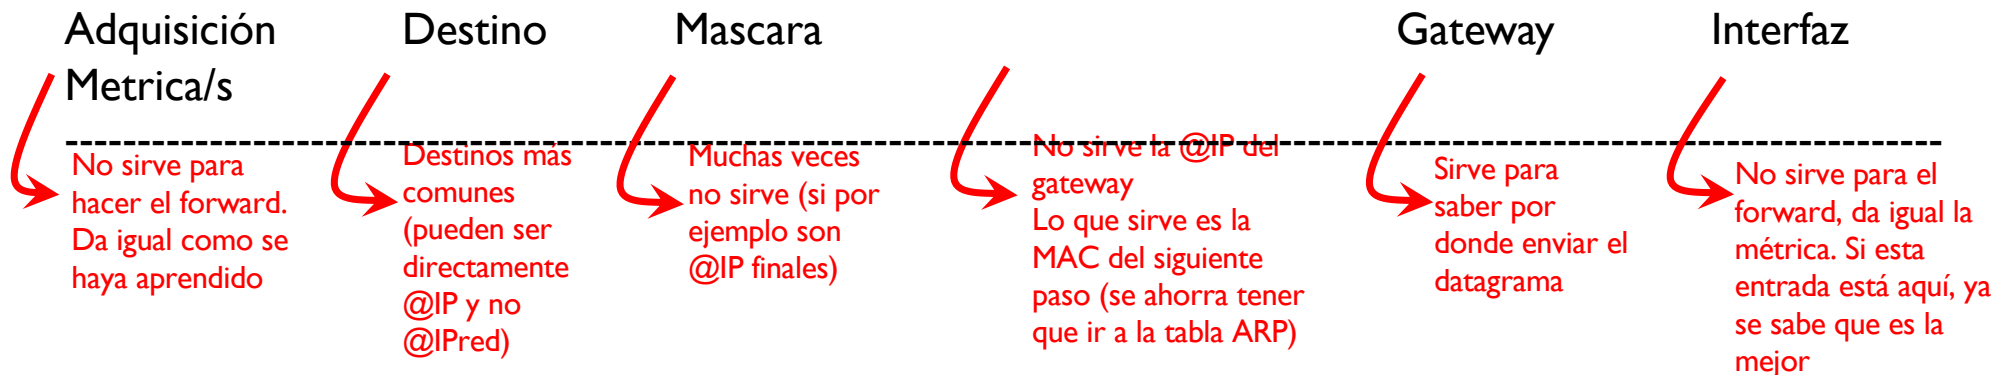 Adquisición
Metrica/s
Destino
Mascara
Gateway
Interfaz
No sirve para
hacer el forward.
Da igual como se
haya aprendido
Destinos más
comunes
(pueden ser
directamente
@IP y no
@IPred)
Muchas veces
no sirve (si por
ejemplo son
@IP finales)
No sirve la @IP del
gateway
Lo que sirve es la
MAC del siguiente
paso (se ahorra tener
que ir a la tabla ARP)
Sirve para
saber por
donde enviar el
datagrama
No sirve para el
forward, da igual la
métrica. Si esta
entrada está aquí, ya
se sabe que es la
mejor